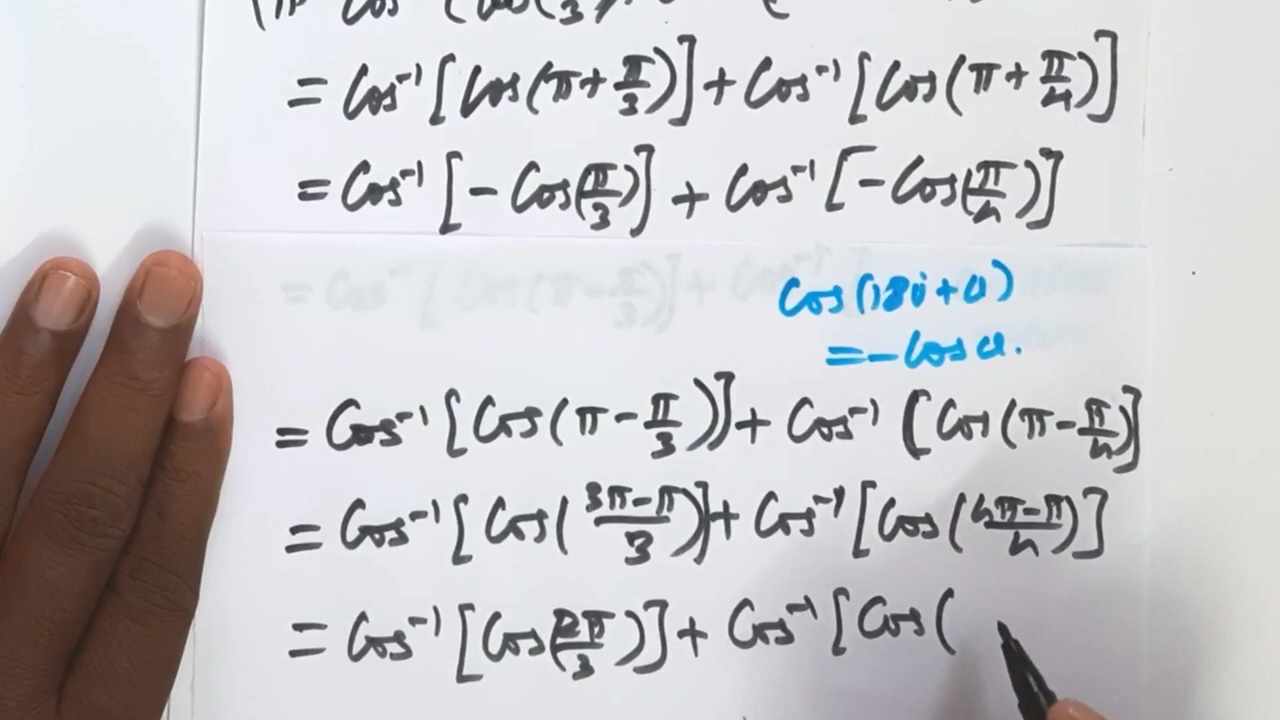 = Cos⁻¹ [Cos(π+π/3)] + Cos⁻¹ [Cos(π+π/4)]
= Cos⁻¹ [- Cos(π/3)] + Cos⁻¹ [-Cos(π/4)]
Cos(180+θ)
=-Cos θ.
= Cos⁻¹ [Cos(π-π/3)] + Cos⁻¹ [Cos(π-π/4)]
= Cos⁻¹ [Cos(3π-π/3)] + Cos⁻¹ [Cos(4π-π/4)]
= Cos⁻¹ [Cos(2π/3)] + Cos⁻¹ [Cos(